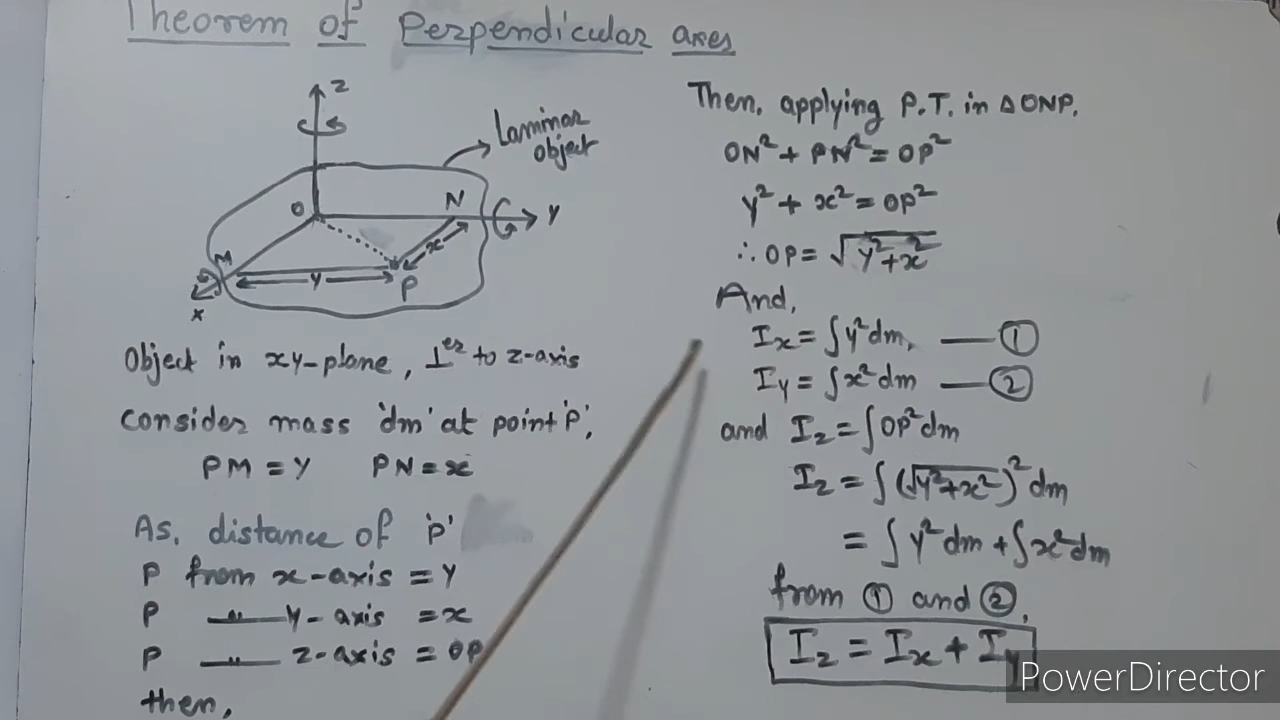 Theorem of Perpendicular axes
Z
Laminar
object
O
N
Y
M
x
y
P
x
Object in xy-plane, ⊥er to z-axis
consider mass 'dm' at point 'P',
PM = y PN = x
As, distance of 'P'
P from x-axis = y
P —〃— y-axis = x
P —〃— z-axis = OP
then,
Then, applying P.T. in Δ ONP,
ON² + PN² = OP²
y² + x² = OP²
∴ OP = √y²+x²
And,
Ix = ∫y²dm, — ①
Iy = ∫x²dm — ②
and Iz = ∫OP²dm
Iz = ∫(√y²+x²)² dm
= ∫y²dm + ∫x²dm
from ① and ②,
Iz = Ix + Iy
PowerDirector